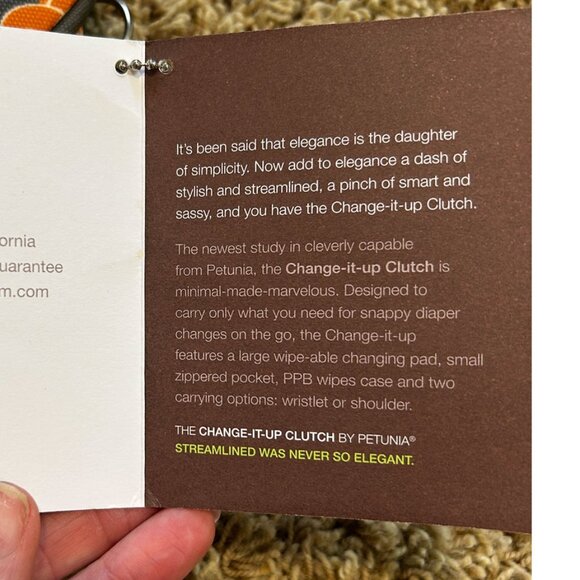 ornia
uarantee
m.com
It's been said that elegance is the daughter
of simplicity. Now add to elegance a dash of
stylish and streamlined, a pinch of smart and
sassy, and you have the Change-it-up Clutch.
The newest study in cleverly capable
from Petunia, the Change-it-up Clutch is
minimal-made-marvelous. Designed to
carry only what you need for snappy diaper
changes on the go, the Change-it-up
features a large wipe-able changing pad, small
zippered pocket, PPB wipes case and two
carrying options: wristlet or shoulder.
THE CHANGE-IT-UP CLUTCH BY PETUNIA®
STREAMLINED WAS NEVER SO ELEGANT.